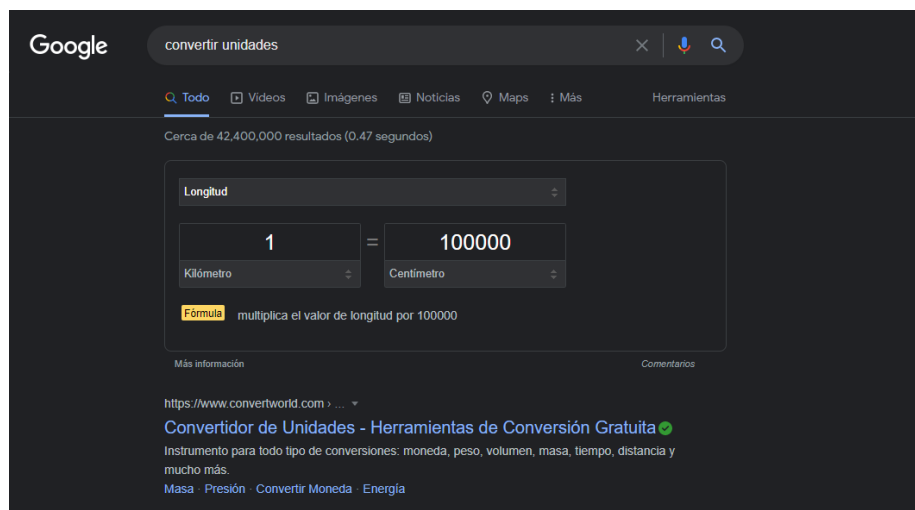 Google
convertir unidades
Todo Videos Imágenes Noticias Maps Más Herramientas
Cerca de 42,400,000 resultados (0.47 segundos)
Longitud
1 = 100000
Kilómetro Centímetro
Fórmula multiplica el valor de longitud por 100000
Más información Comentarios
https://www.convertworld.com › ...
Convertidor de Unidades - Herramientas de Conversión Gratuita
Instrumento para todo tipo de conversiones: moneda, peso, volumen, masa, tiempo, distancia y
mucho más.
Masa · Presión · Convertir Moneda · Energía